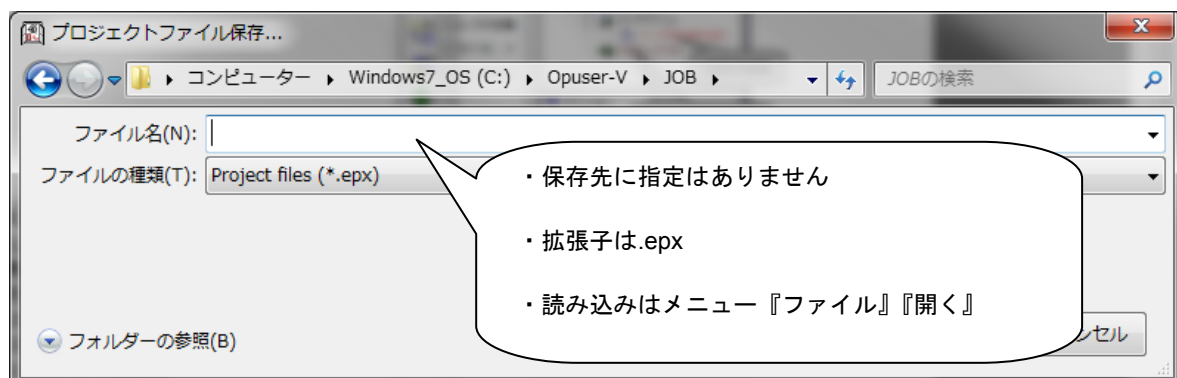 プロジェクトファイル保存...
コンピューター ▸ Windows7_OS (C:) ▸ Opuser-V ▸ JOB ▸
JOBの検索
ファイル名(N):
ファイルの種類(T): Project files (*.epx)
・保存先に指定はありません
・拡張子は.epx
・読み込みはメニュー『ファイル』『開く』
フォルダーの参照(B)
ンセル